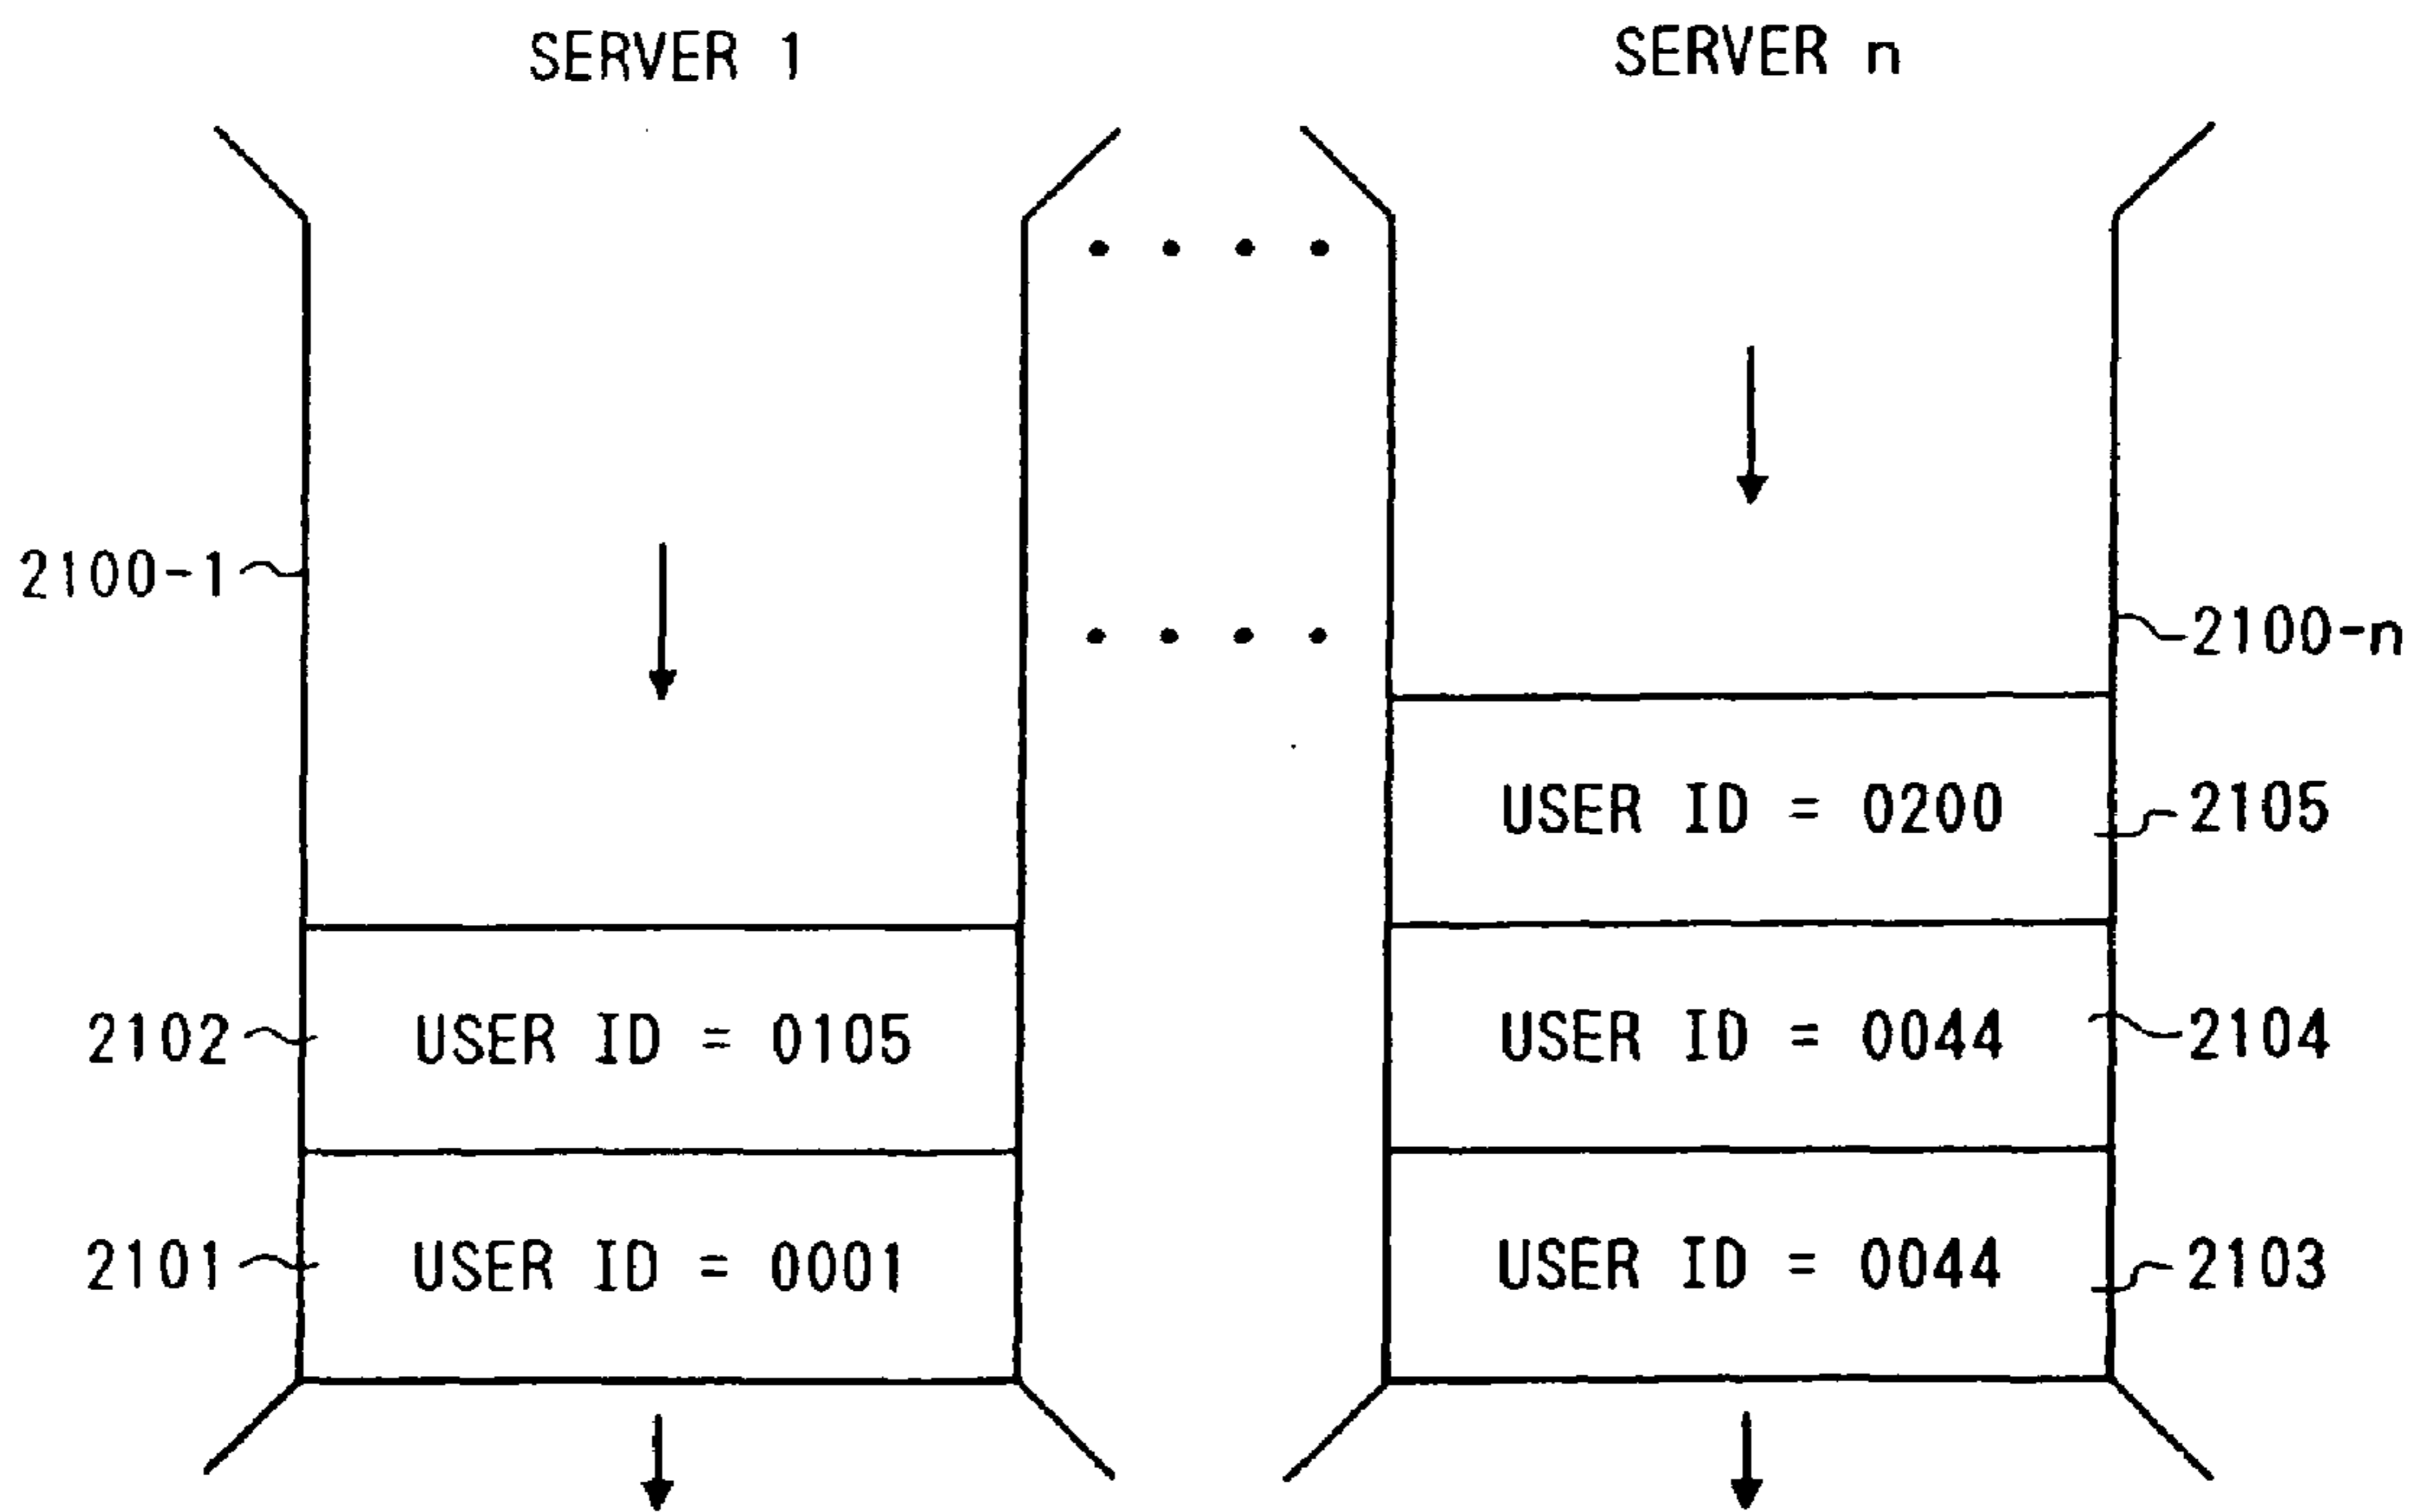 SERVER 1
SERVER n
2100-1
2100-n
USER ID = 0200
2105
2102
USER ID = 0105
USER ID = 0044
2104
2101
USER ID = 0001
USER ID = 0044
2103